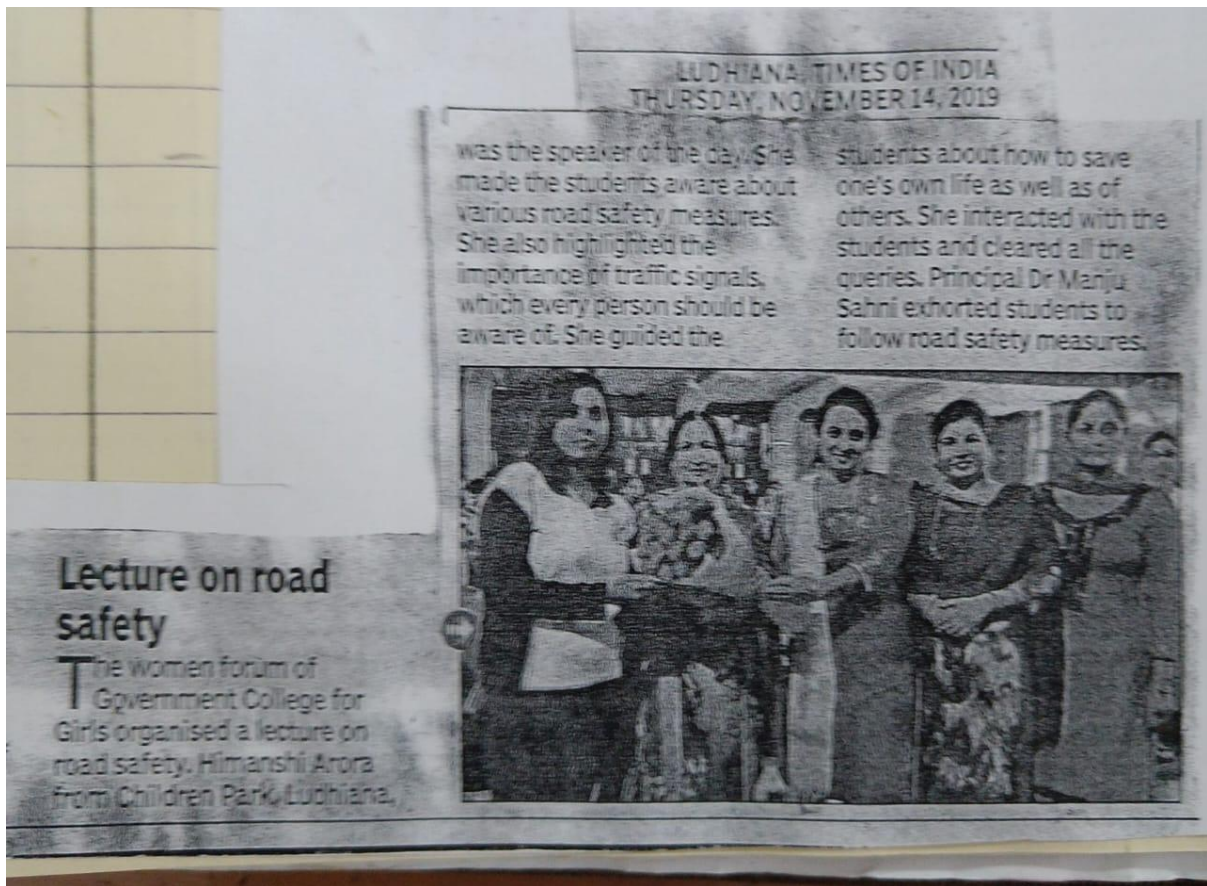 LUDHIANA, TIMES OF INDIA
THURSDAY, NOVEMBER 14, 2019
Lecture on road
safety
The women forum of
Government College for
Girls organised a lecture on
road safety. Himanshi Arora
from Children Park, Ludhiana,
was the speaker of the day. She
made the students aware about
various road safety measures.
She also highlighted the
importance of traffic signals,
which every person should be
aware of. She guided the
students about how to save
one's own life as well as of
others. She interacted with the
students and cleared all the
queries. Principal Dr Manju
Sahni exhorted students to
follow road safety measures.